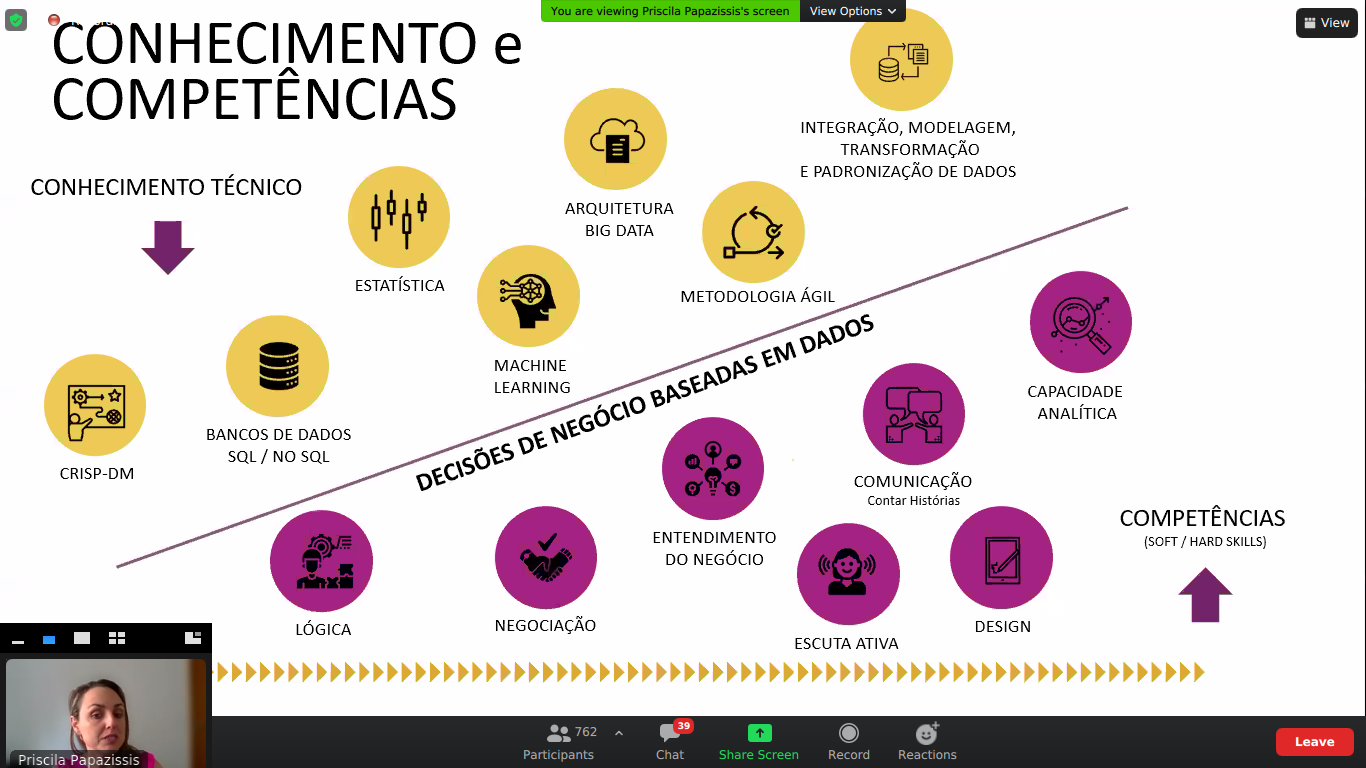 You are viewing Priscila Papazissis's screen
View Options
View
CONHECIMENTO e
COMPETÊNCIAS
INTEGRAÇÃO, MODELAGEM,
TRANSFORMAÇÃO
E PADRONIZAÇÃO DE DADOS
CONHECIMENTO TÉCNICO
ARQUITETURA
BIG DATA
ESTATÍSTICA
METODOLOGIA ÁGIL
MACHINE
LEARNING
DECISÕES DE NEGÓCIO BASEADAS EM DADOS
CAPACIDADE
ANALÍTICA
BANCOS DE DADOS
SQL / NO SQL
CRISP-DM
COMUNICAÇÃO
Contar Histórias
ENTENDIMENTO
DO NEGÓCIO
COMPETÊNCIAS
(SOFT / HARD SKILLS)
LÓGICA
NEGOCIAÇÃO
ESCUTA ATIVA
DESIGN
Priscila Papazissis
762
Participants
39
Chat
Share Screen
Record
Reactions
Leave